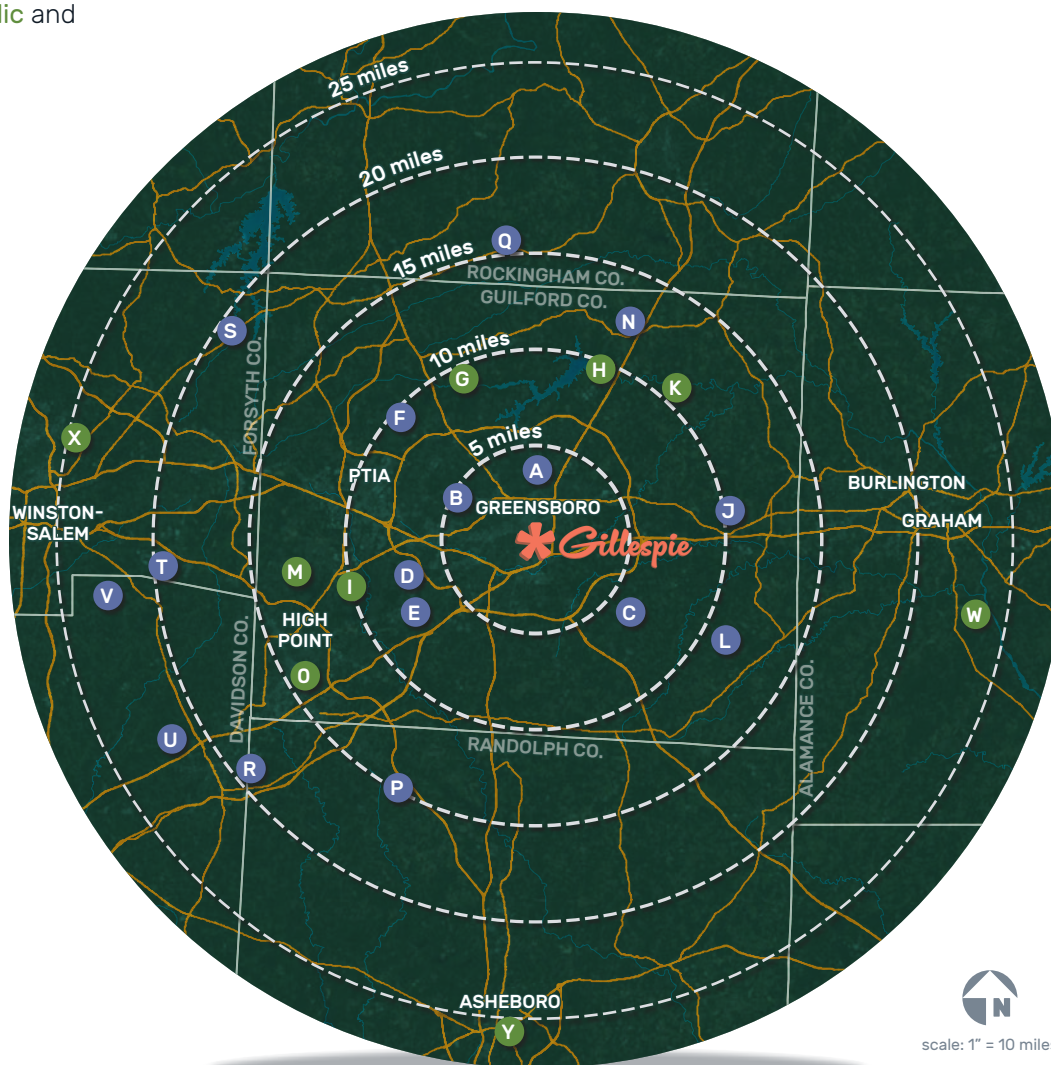 lic and
25 miles
20 miles
Q
15 miles
ROCKINGHAM CO.
GUILFORD CO.
N
S
FORSYTH CO.
10 miles
G
H
K
F
X
5 miles
A
PTIA
B
GREENSBORO
BURLINGTON
J
GRAHAM
WINSTON-
SALEM
Gillespie
T
M
D
I
V
E
C
W
HIGH
POINT
L
O
DAVIDSON CO.
ALAMANCE CO.
U
RANDOLPH CO.
R
P
ASHEBORO
Y
N
scale: 1" = 10 miles